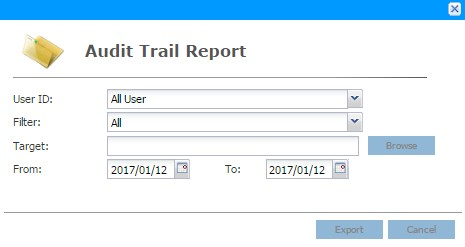 Audit Trail Report
User ID: All User
Filter: All
Target: Browse
From: 2017/01/12 To: 2017/01/12
Export Cancel